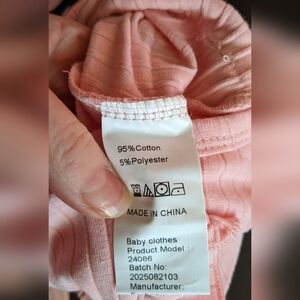 95%Cotton
5%Polyester
MADE IN CHINA
Baby clothes
Product Model :
24086
Batch No:
2025082103
Manufacturer: